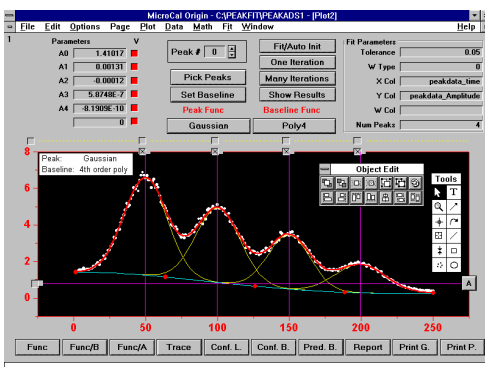 MicroCal Origin - C:\PEAKFIT\PEAKADS1 - [Plot2]
File Edit Options Page Plot Data Math Fit Window Help
1
Parameters V
A0 1.41017
A1 0.00131
A2 -0.00012
A3 5.8748E-7
A4 -8.1909E-10
0
Peak # 0
Pick Peaks
Set Baseline
Peak Func
Gaussian
Fit/Auto Init
One Iteration
Many Iterations
Show Results
Baseline Func
Poly4
Fit Parameters
Tolerance 0.05
W Type 0
X Col peakdata_time
Y Col peakdata_Amplitude
W Col
Num Peaks 4
Peak: Gaussian
Baseline: 4th order poly
Object Edit
Tools
T
A
8
6
4
2
0
0 50 100 150 200 250
Func Func/B Func/A Trace Conf. L. Conf. B. Pred. B. Report Print G. Print P.